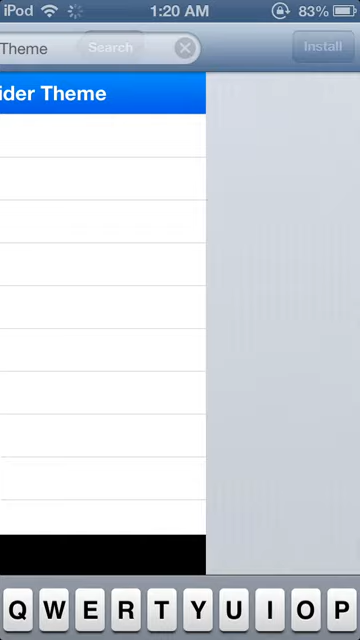 iPod 1:20 AM 83%
Theme Search Install
ider Theme
Q W E R T Y U I O P